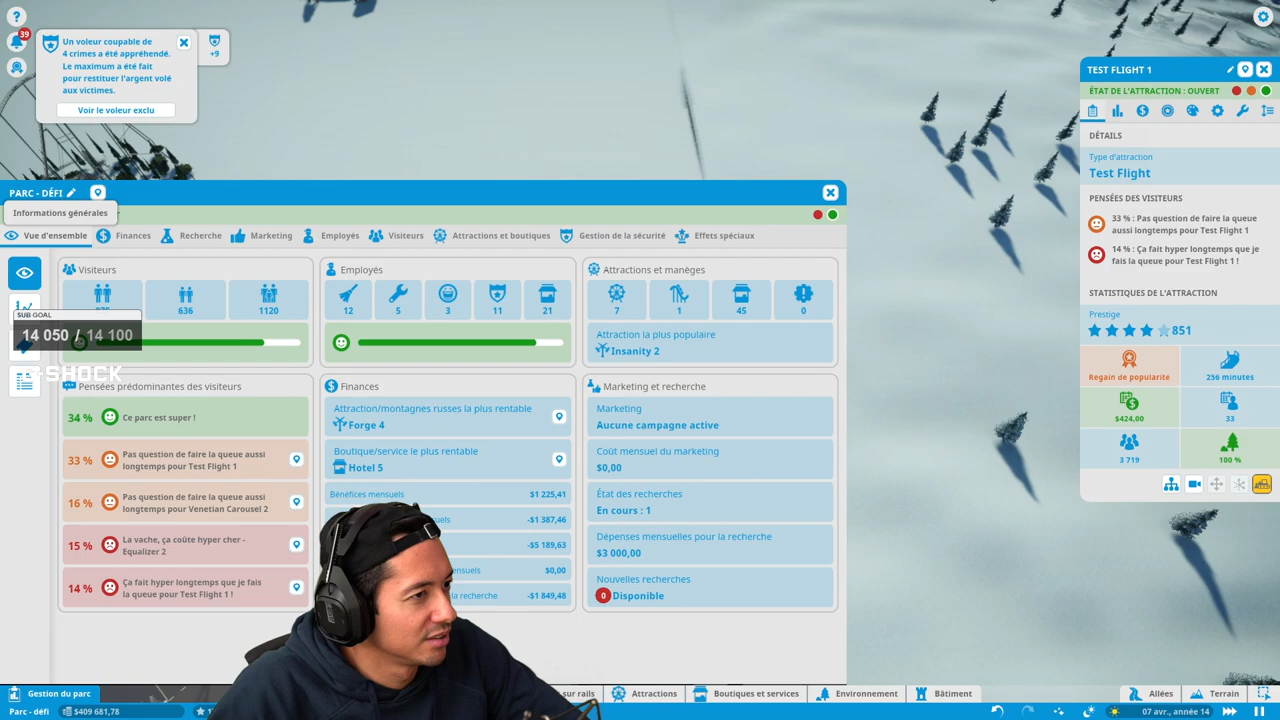 ?
39
Un voleur coupable de
4 crimes a été appréhendé.
Le maximum a été fait
pour restituer l'argent volé
aux victimes.
Voir le voleur exclu
+9
PARC - DÉFI
Informations générales
Vue d'ensemble
Finances
Recherche
Marketing
Employés
Visiteurs
Attractions et boutiques
Gestion de la sécurité
Effets spéciaux
Visiteurs
636
1120
Employés
12
5
3
11
21
Attractions et manèges
7
1
45
0
Attraction la plus populaire
Insanity 2
SUB GOAL
14 050 / 14 100
G-SHOCK
Pensées prédominantes des visiteurs
34 %
Ce parc est super !
33 %
Pas question de faire la queue aussi
longtemps pour Test Flight 1
16 %
Pas question de faire la queue aussi
longtemps pour Venetian Carousel 2
15 %
La vache, ça coûte hyper cher -
Equalizer 2
14 %
Ça fait hyper longtemps que je fais
la queue pour Test Flight 1 !
Finances
Attraction/montagnes russes la plus rentable
Forge 4
Boutique/service le plus rentable
Hotel 5
Bénéfices mensuels
$1 225,41
-$1 387,46
-$5 189,63
$0,00
la recherche
-$1 849,48
Marketing et recherche
Marketing
Aucune campagne active
Coût mensuel du marketing
$0,00
État des recherches
En cours : 1
Dépenses mensuelles pour la recherche
$3 000,00
Nouvelles recherches
0 Disponible
TEST FLIGHT 1
ÉTAT DE L'ATTRACTION : OUVERT
DÉTAILS
Type d'attraction
Test Flight
PENSÉES DES VISITEURS
33 % : Pas question de faire la queue
aussi longtemps pour Test Flight 1
14 % : Ça fait hyper longtemps que je
fais la queue pour Test Flight 1 !
STATISTIQUES DE L'ATTRACTION
Prestige
851
Regain de popularité
256 minutes
$424,00
33
3 719
100 %
Gestion du parc
sur rails
Attractions
Boutiques et services
Environnement
Bâtiment
Allées
Terrain
Parc - défi
$409 681,78
07 avr., année 14